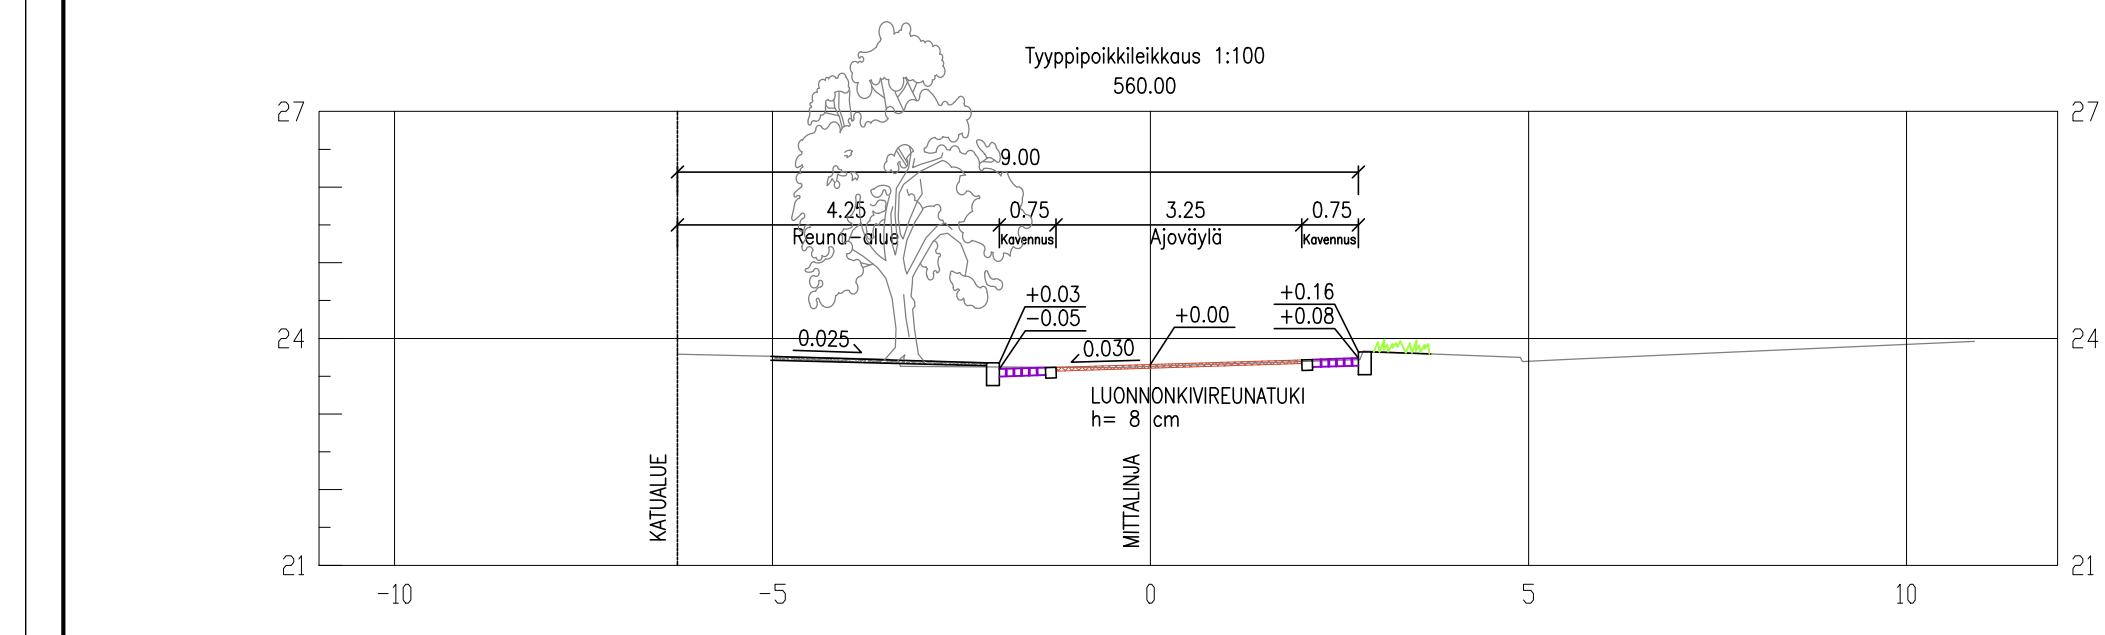 Tyyppipoikkileikkaus 1:100
560.00
27 27
9.00
4.25 0.75 3.25 0.75
Reuna-alue Kavennus Ajoväylä Kavennus
+0.03 +0.16
-0.05 +0.00 +0.08
24 0.025 0.030 24
LUONNONKIVIREUNATUKI
h= 8 cm
KATUALUE
MITTALINJA
21 21
-10 -5 0 5 10